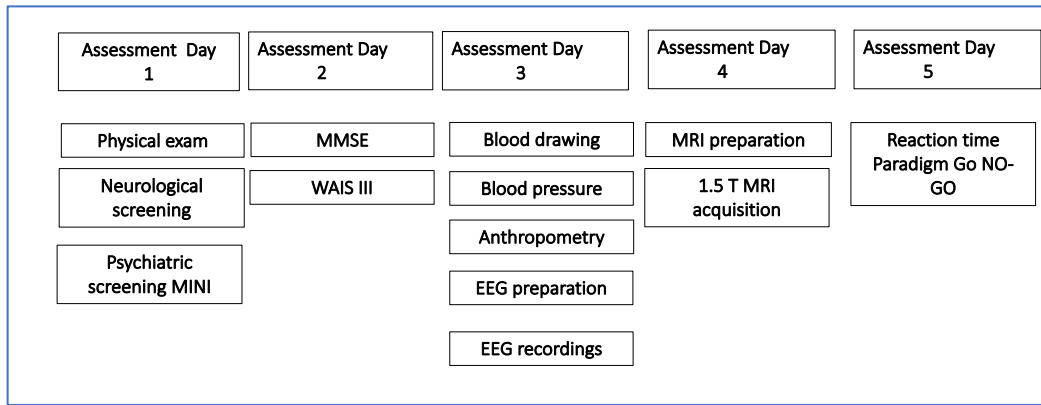 Assessment Day
1
Assessment Day
2
Assessment Day
3
Assessment Day
4
Assessment Day
5
Physical exam
Neurological
screening
Psychiatric
screening MINI
MMSE
WAIS III
Blood drawing
Blood pressure
Anthropometry
EEG preparation
EEG recordings
MRI preparation
1.5 T MRI
acquisition
Reaction time
Paradigm Go NO-
GO